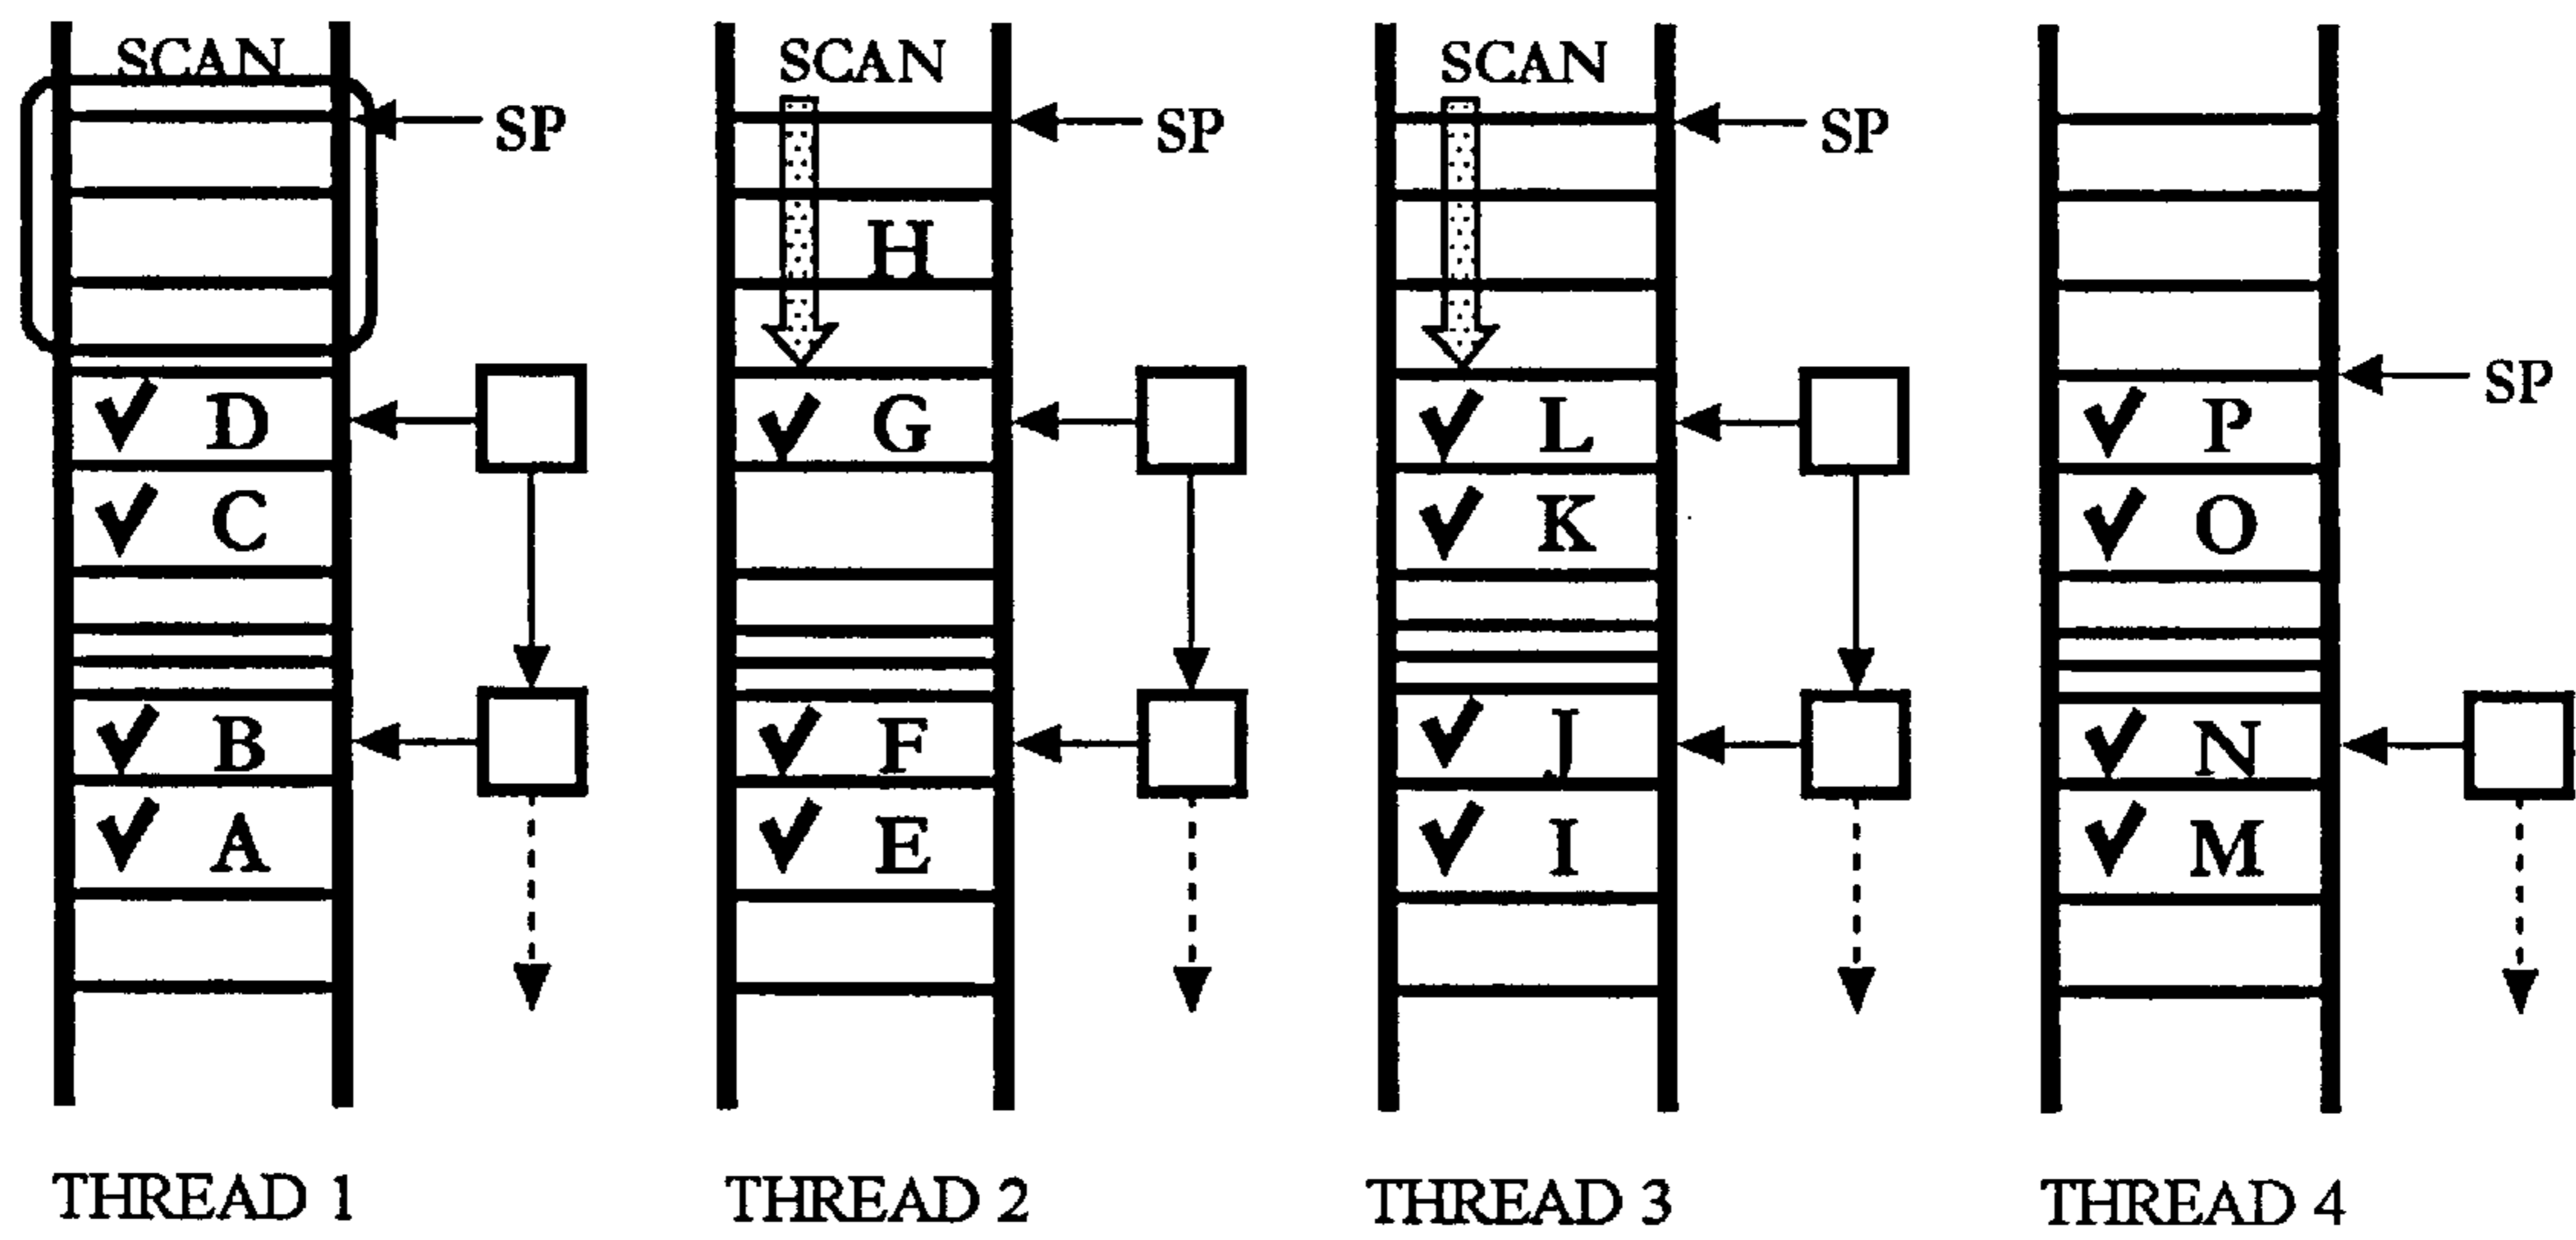 SCAN SCAN SCAN
SP SP SP
H
SP
D G L P
C K O
B F J N
A E I M
THREAD 1 THREAD 2 THREAD 3 THREAD 4